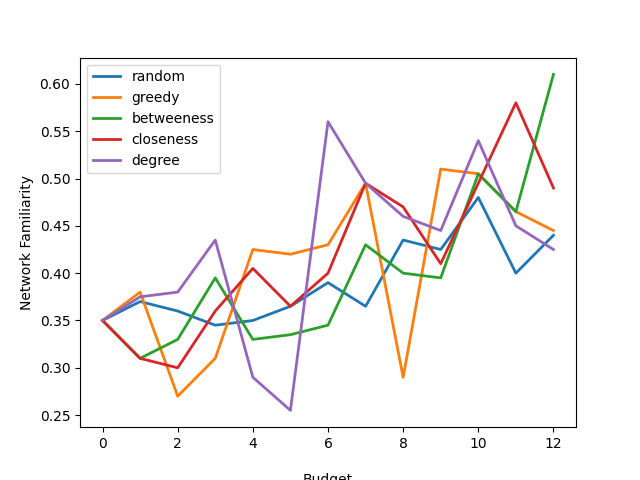 random
greedy
betweeness
closeness
degree
0.60
0.55
0.50
0.45
0.40
0.35
0.30
0.25
Network Familiarity
0 2 4 6 8 10 12
Budget